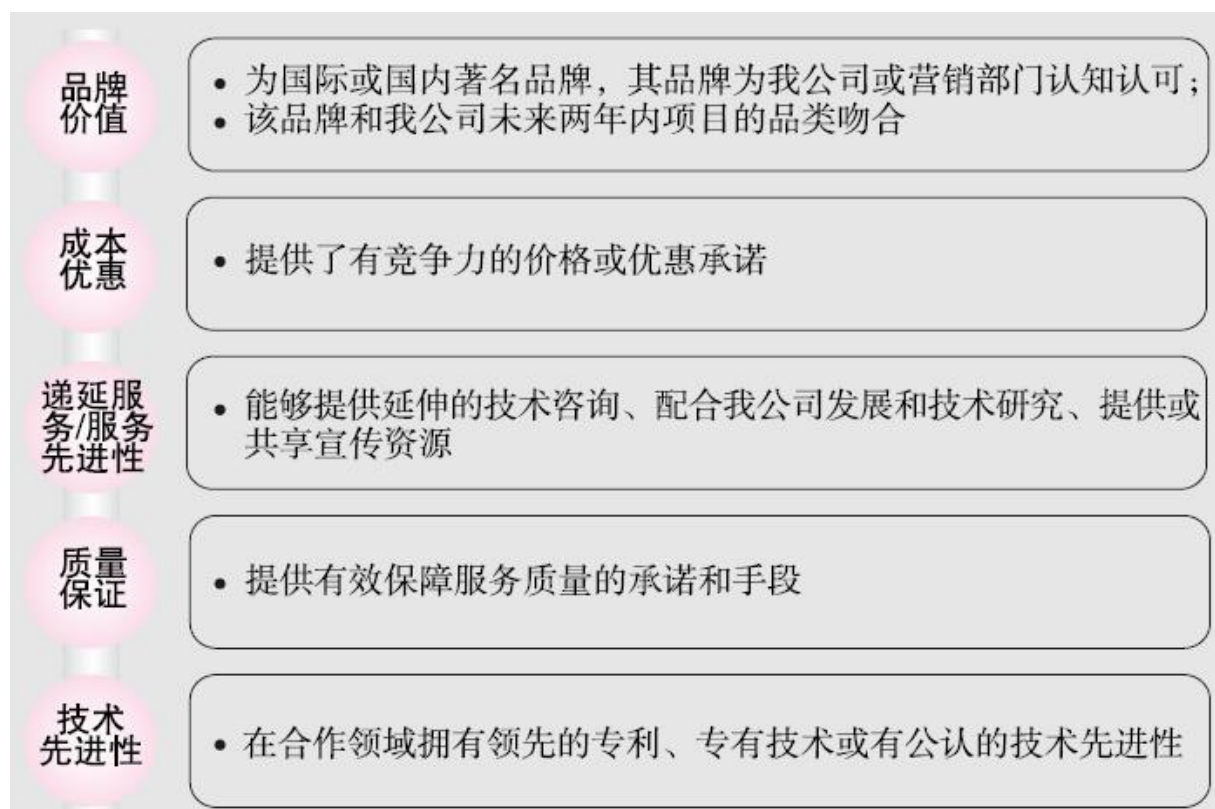 品牌
价值
• 为国际或国内著名品牌，其品牌为我公司或营销部门认知认可；
• 该品牌和我公司未来两年内项目的品类吻合
成本
优惠
• 提供了有竞争力的价格或优惠承诺
递延服
务/服务
先进性
• 能够提供延伸的技术咨询、配合我公司发展和技术研究、提供或
共享宣传资源
质量
保证
• 提供有效保障服务质量的承诺和手段
技术
先进性
• 在合作领域拥有领先的专利、专有技术或有公认的技术先进性